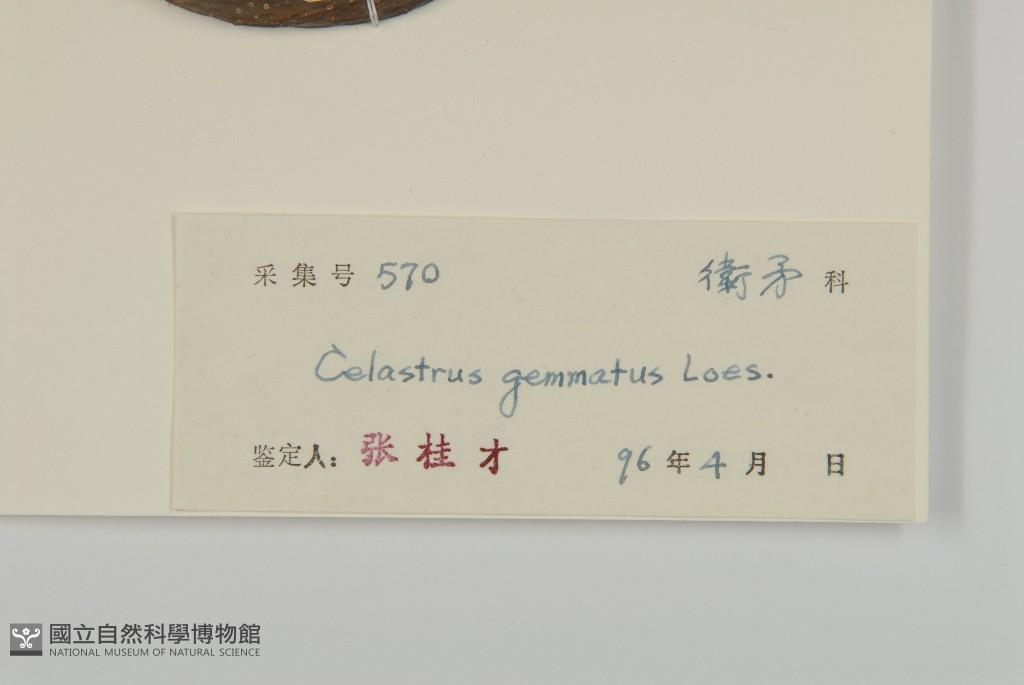 采集号 570 衛矛 科
Celastrus gemmatus Loes.
鉴定人: 张桂才 96 年 4 月 日
國立自然科學博物館
NATIONAL MUSEUM OF NATURAL SCIENCE